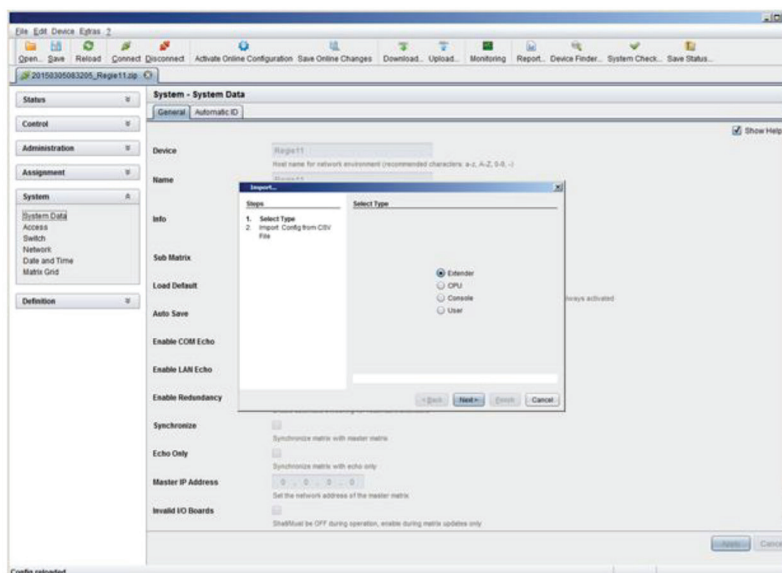 File Edit Device Extras ?
Open... Save Reload Connect Disconnect Activate Online Configuration Save Online Changes Download... Upload... Monitoring Report... Device Finder... System Check... Save Status...
20150305083205_Regie11.zip
Status
Control
Administration
Assignment
System
System Data
Access
Switch
Network
Date and Time
Matrix Grid
Definition
System - System Data
General Automatic ID
Show Help
Device Regie11
Host name for network environment (recommended characters: a-z, A-Z, 0-9, -)
Name
Info
Sub Matrix
Load Default
always activated
Auto Save
Enable COM Echo
Enable LAN Echo
Enable Redundancy
Synchronize
Synchronize matrix with master matrix
Echo Only
Synchronize matrix with echo only
Master IP Address 0 . 0 . 0 . 0
Set the network address of the master matrix
Invalid I/O Boards
Shall/Must be OFF during operation, enable during matrix updates only
Apply Cancel
Import...
Steps
1. Select Type
2. Import Config from CSV
File
Select Type
Extender
CPU
Console
User
< Back Next > Finish Cancel
Config reloaded